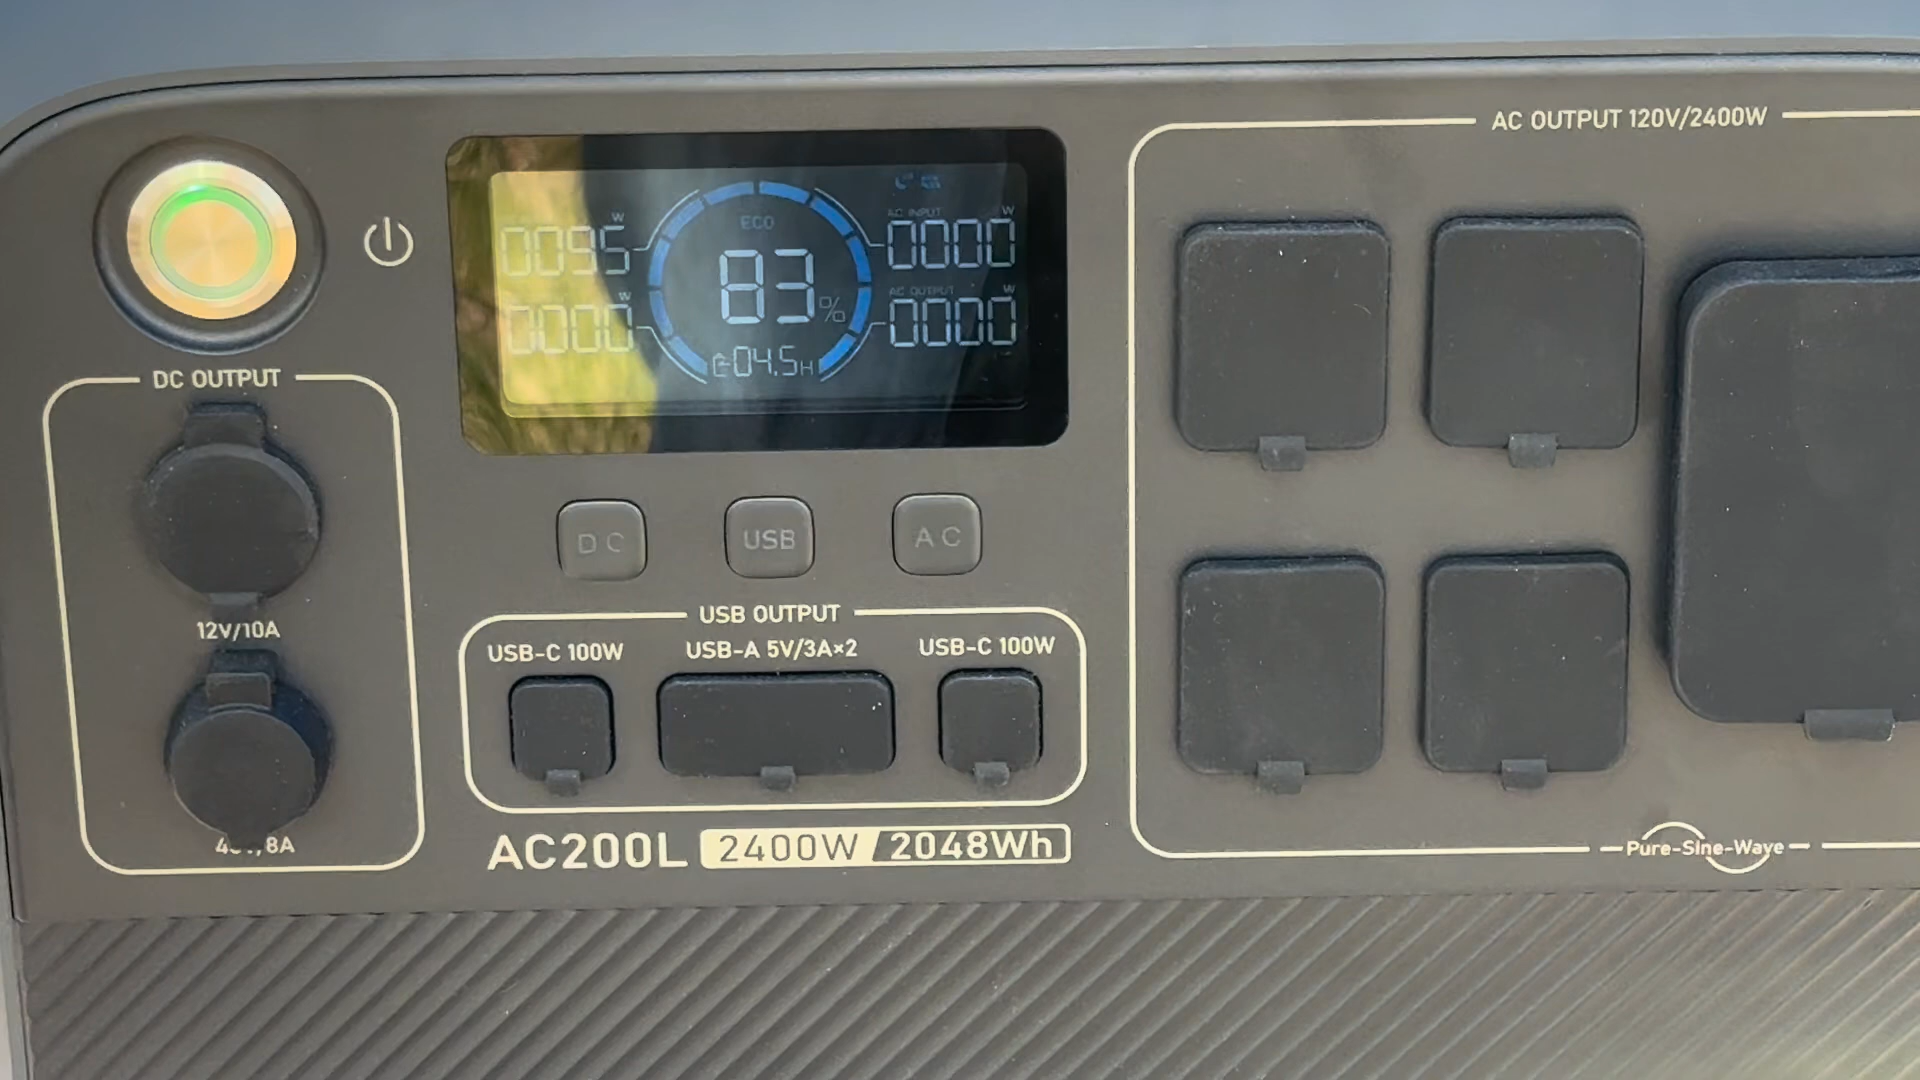 AC OUTPUT 120V/2400W
W
0095
W
0000
ECO
83%
04.5H
AC INPUT
W
0000
AC OUTPUT
W
0000
DC OUTPUT
12V/10A
DC
USB
AC
USB OUTPUT
USB-C 100W
USB-A 5V/3A×2
USB-C 100W
AC200L 2400W/2048Wh
Pure-Sine-Wave